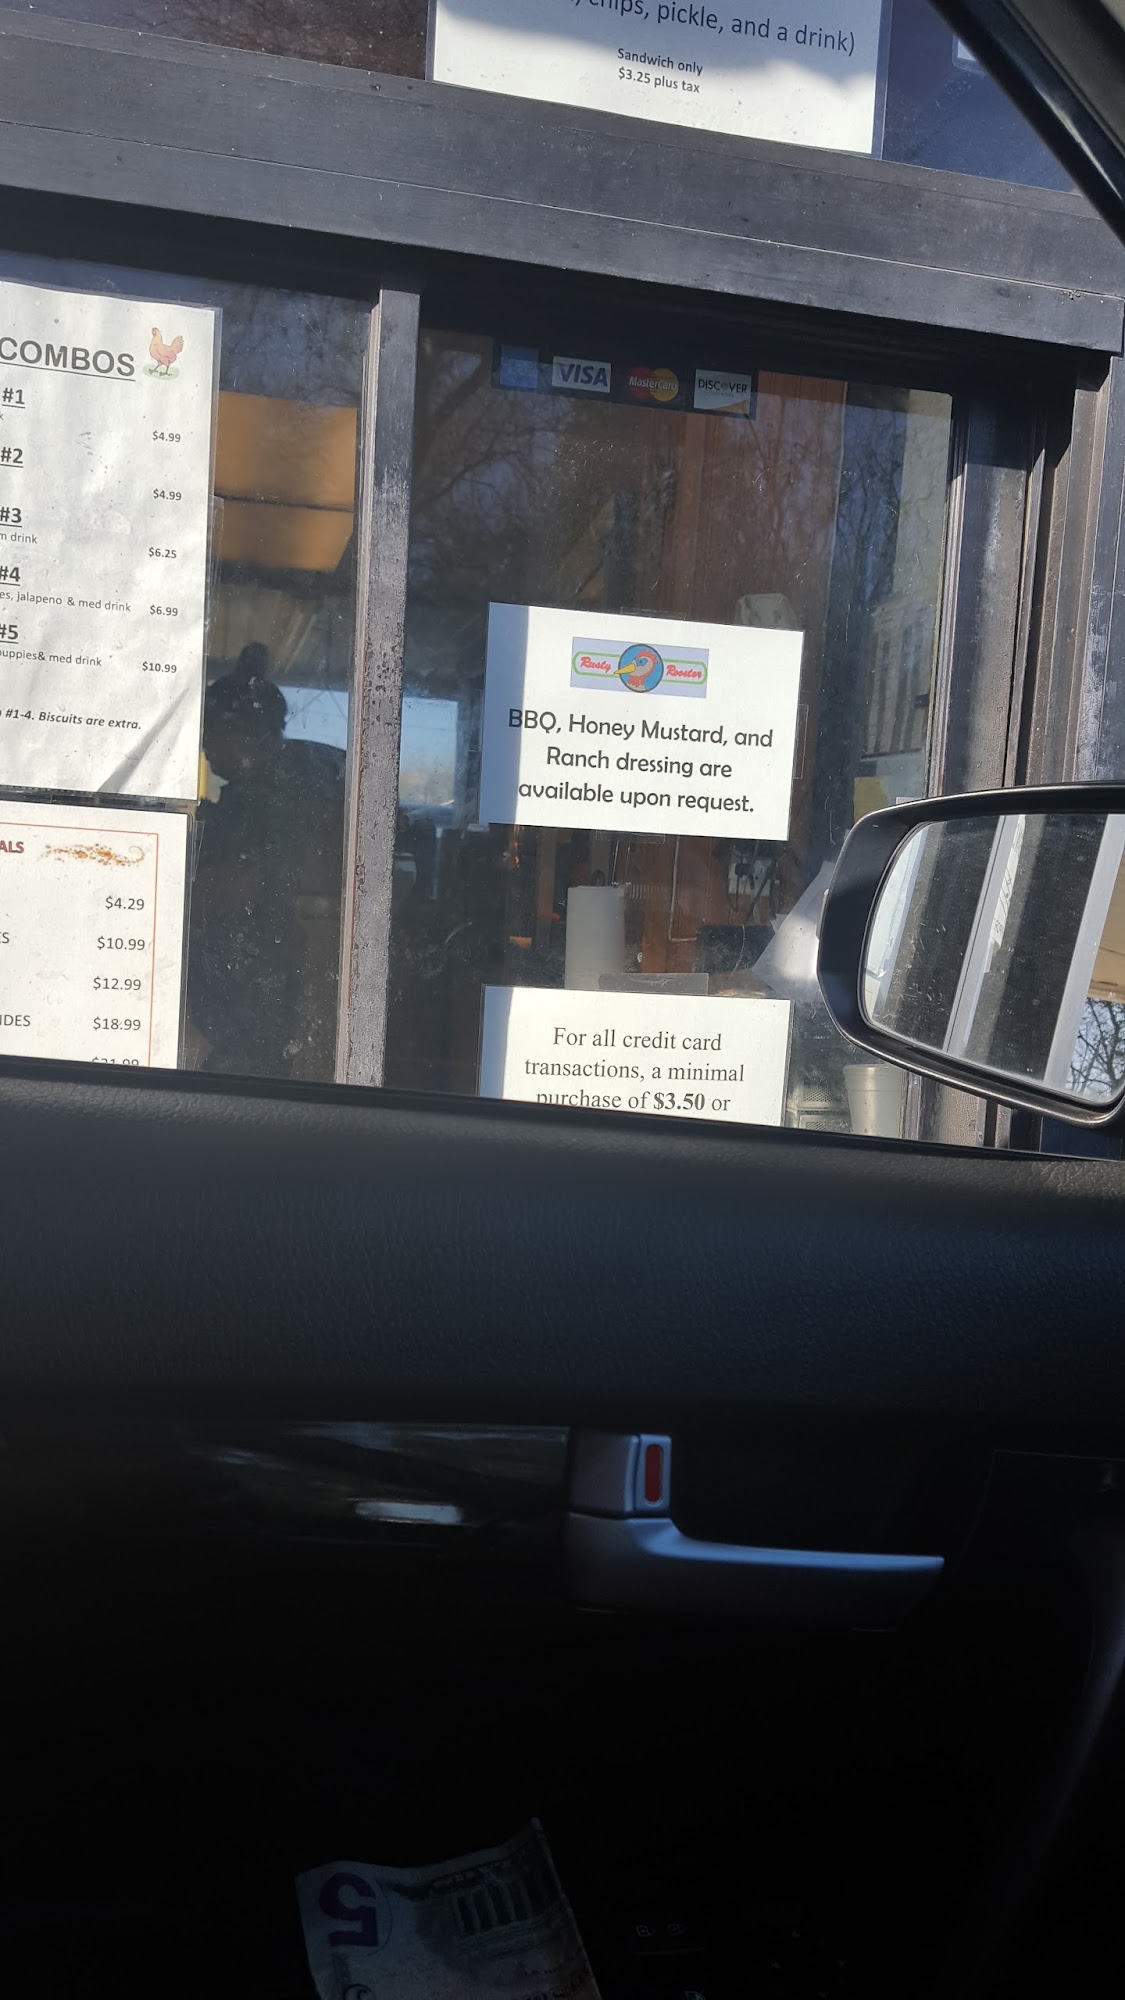 chips, pickle, and a drink)
Sandwich only
$3.25 plus tax
COMBOS
#1
$4.99
#2
$4.99
#3
drink
$6.25
#4
jalapeno & med drink $6.99
#5
& med drink $10.99
#1-4. Biscuits are extra.
$4.29
$10.99
$12.99
$18.99
VISA
MasterCard
DISCOVER
Rusty Rooster
BBQ, Honey Mustard, and
Ranch dressing are
available upon request.
For all credit card
transactions, a minimal
purchase of $3.50 or
5